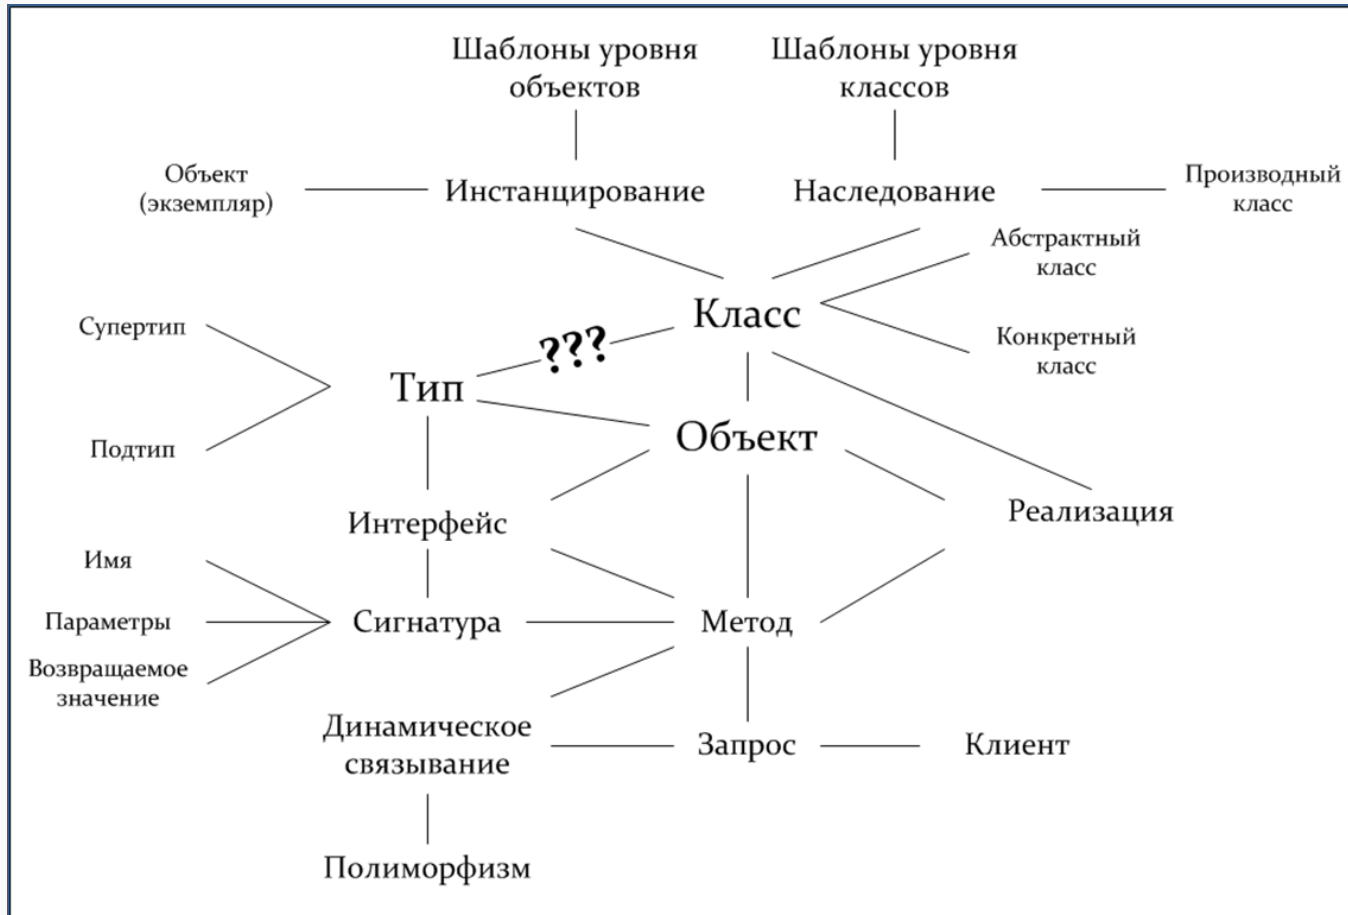 Шаблоны уровня
объектов
Шаблоны уровня
классов
Объект
(экземпляр)
Инстанцирование
Наследование
Производный
класс
Абстрактный
класс
Класс
Супертип
???
Конкретный
класс
Тип
Объект
Подтип
Интерфейс
Реализация
Имя
Параметры
Сигнатура
Метод
Возвращаемое
значение
Динамическое
связывание
Запрос
Клиент
Полиморфизм